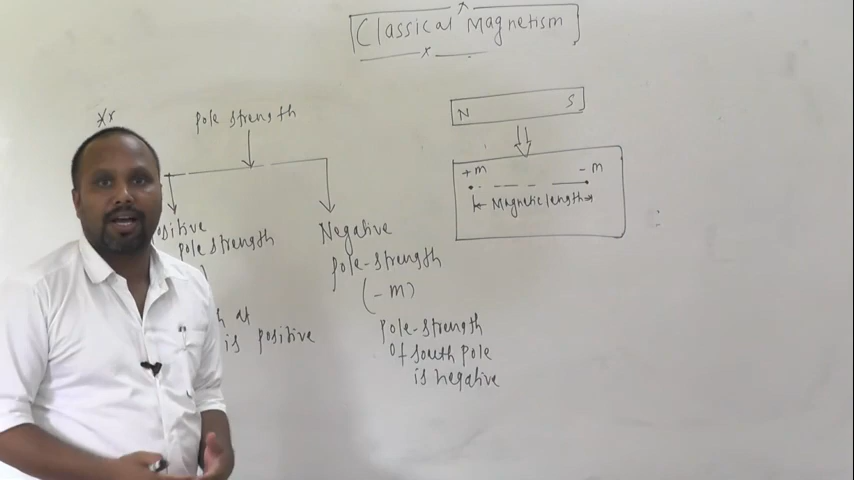 Classical Magnetism
Pole strength
N S
+m -m
Magnetic length
Pole strength
Negative
Pole-strength
(-m)
is positive
Pole-strength
of south pole
is negative